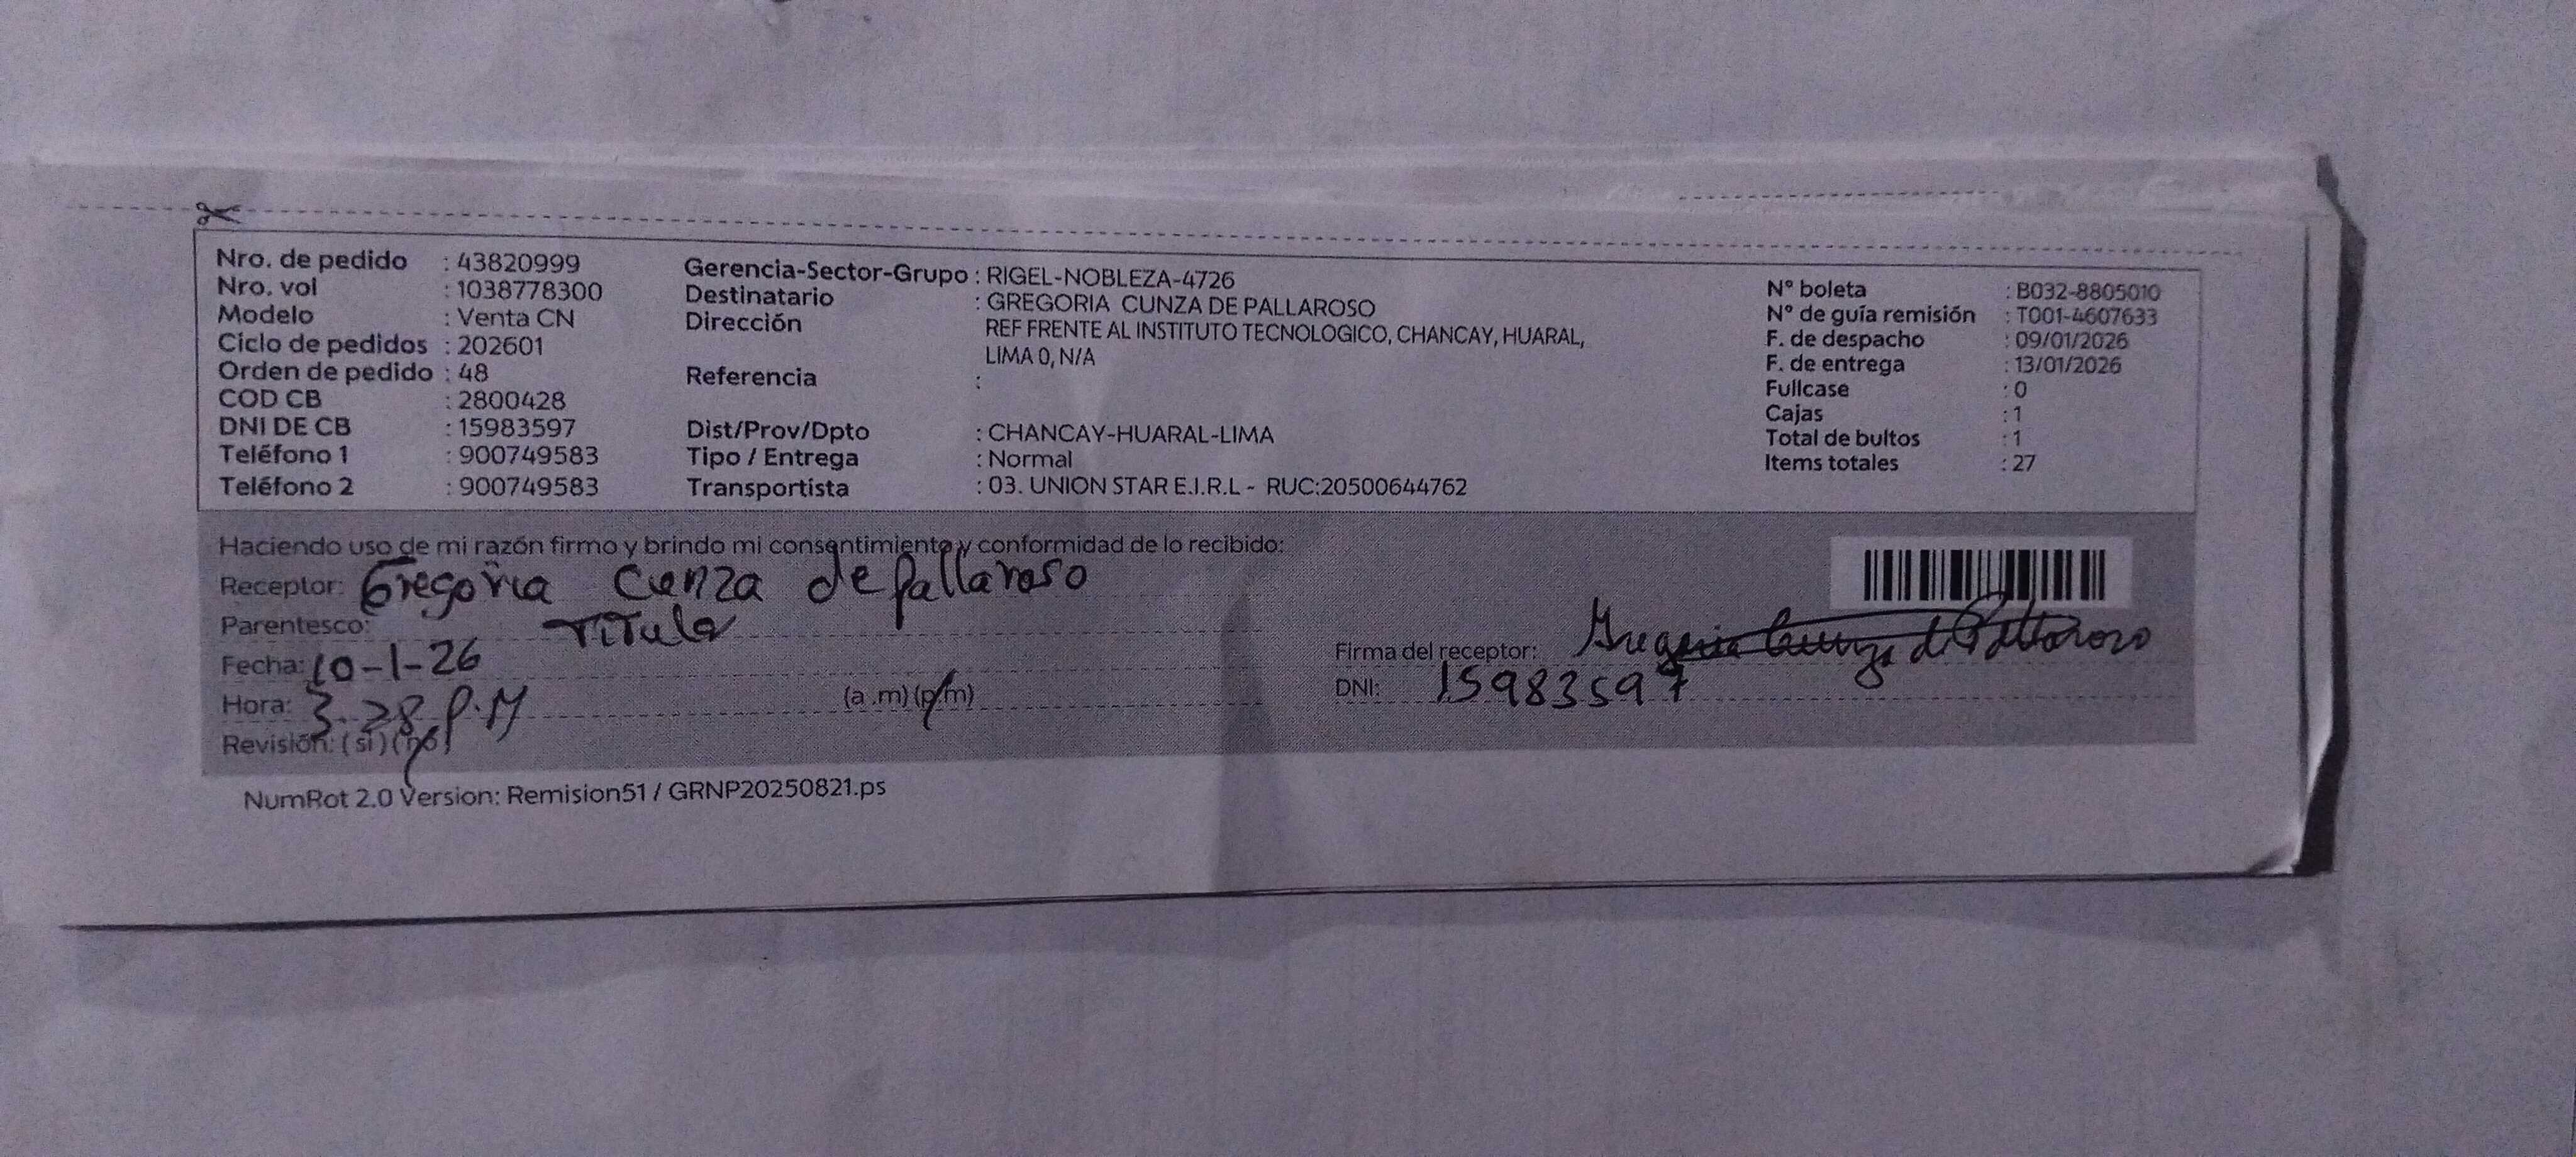 Nro. de pedido : 43820999
Nro. vol : 1038778300
Modelo : Venta CN
Ciclo de pedidos : 202601
Orden de pedido : 48
COD CB : 2800428
DNI DE CB : 15983597
Teléfono 1 : 900749583
Teléfono 2 : 900749583
Gerencia-Sector-Grupo : RIGEL-NOBLEZA-4726
Destinatario : GREGORIA CUNZA DE PALLAROSO
Dirección REF FRENTE AL INSTITUTO TECNOLOGICO, CHANCAY, HUARAL,
LIMA 0, N/A
Referencia :
Dist/Prov/Dpto : CHANCAY-HUARAL-LIMA
Tipo / Entrega : Normal
Transportista : 03. UNION STAR E.I.R.L - RUC:20500644762
N° boleta : B032-8805010
N° de guía remisión : T001-4607633
F. de despacho : 09/01/2026
F. de entrega : 13/01/2026
Fullcase : 0
Cajas : 1
Total de bultos : 1
Items totales : 27
Haciendo uso de mi razón firmo y brindo mi consentimiento y conformidad de lo recibido:
Receptor: Gregoria Cunza de Pallaroso
Parentesco: Titular
Fecha: 10-1-26
Hora: 3.28 P.M (a .m) (p.m)
Revisión: (si) (no)
Firma del receptor: Gregoria Cunza de Pallaroso
DNI: 15983597
NumRot 2.0 Version: Remision51 / GRNP20250821.ps